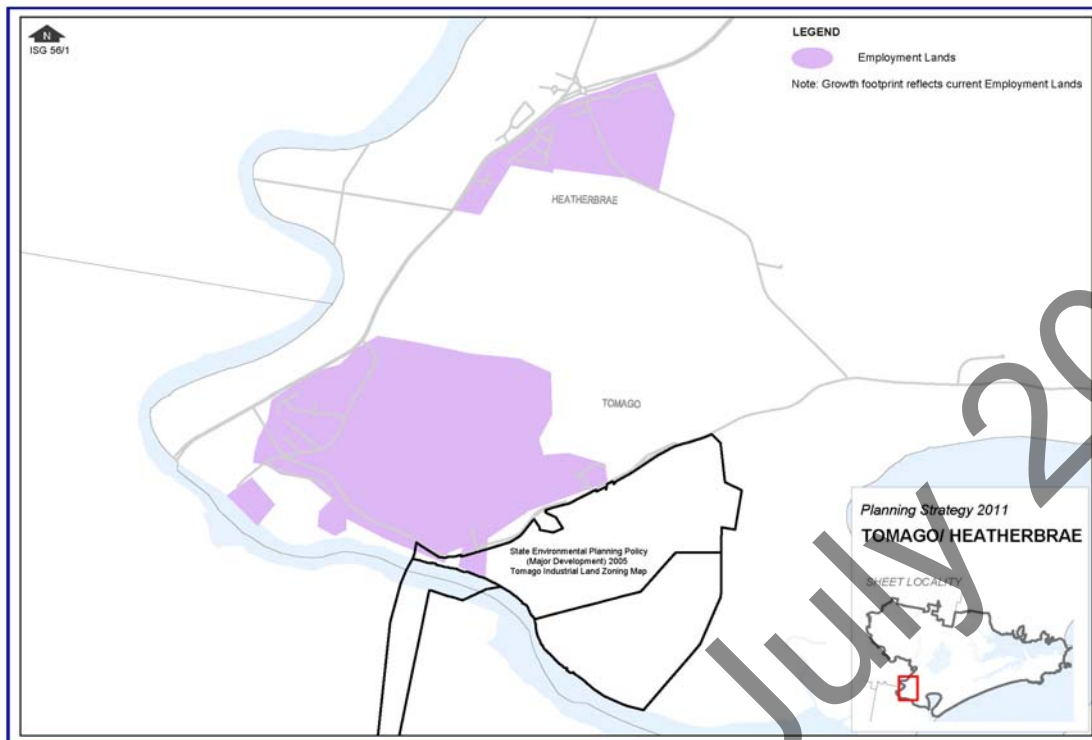 N
ISG 56/1
LEGEND
Employment Lands
Note: Growth footprint reflects current Employment Lands
HEATHERBRAE
TOMAGO
State Environmental Planning Policy
(Major Development) 2005
Tomago Industrial Land Zoning Map
Planning Strategy 2011
TOMAGO/ HEATHERBRAE
SHEET LOCALITY
July 20